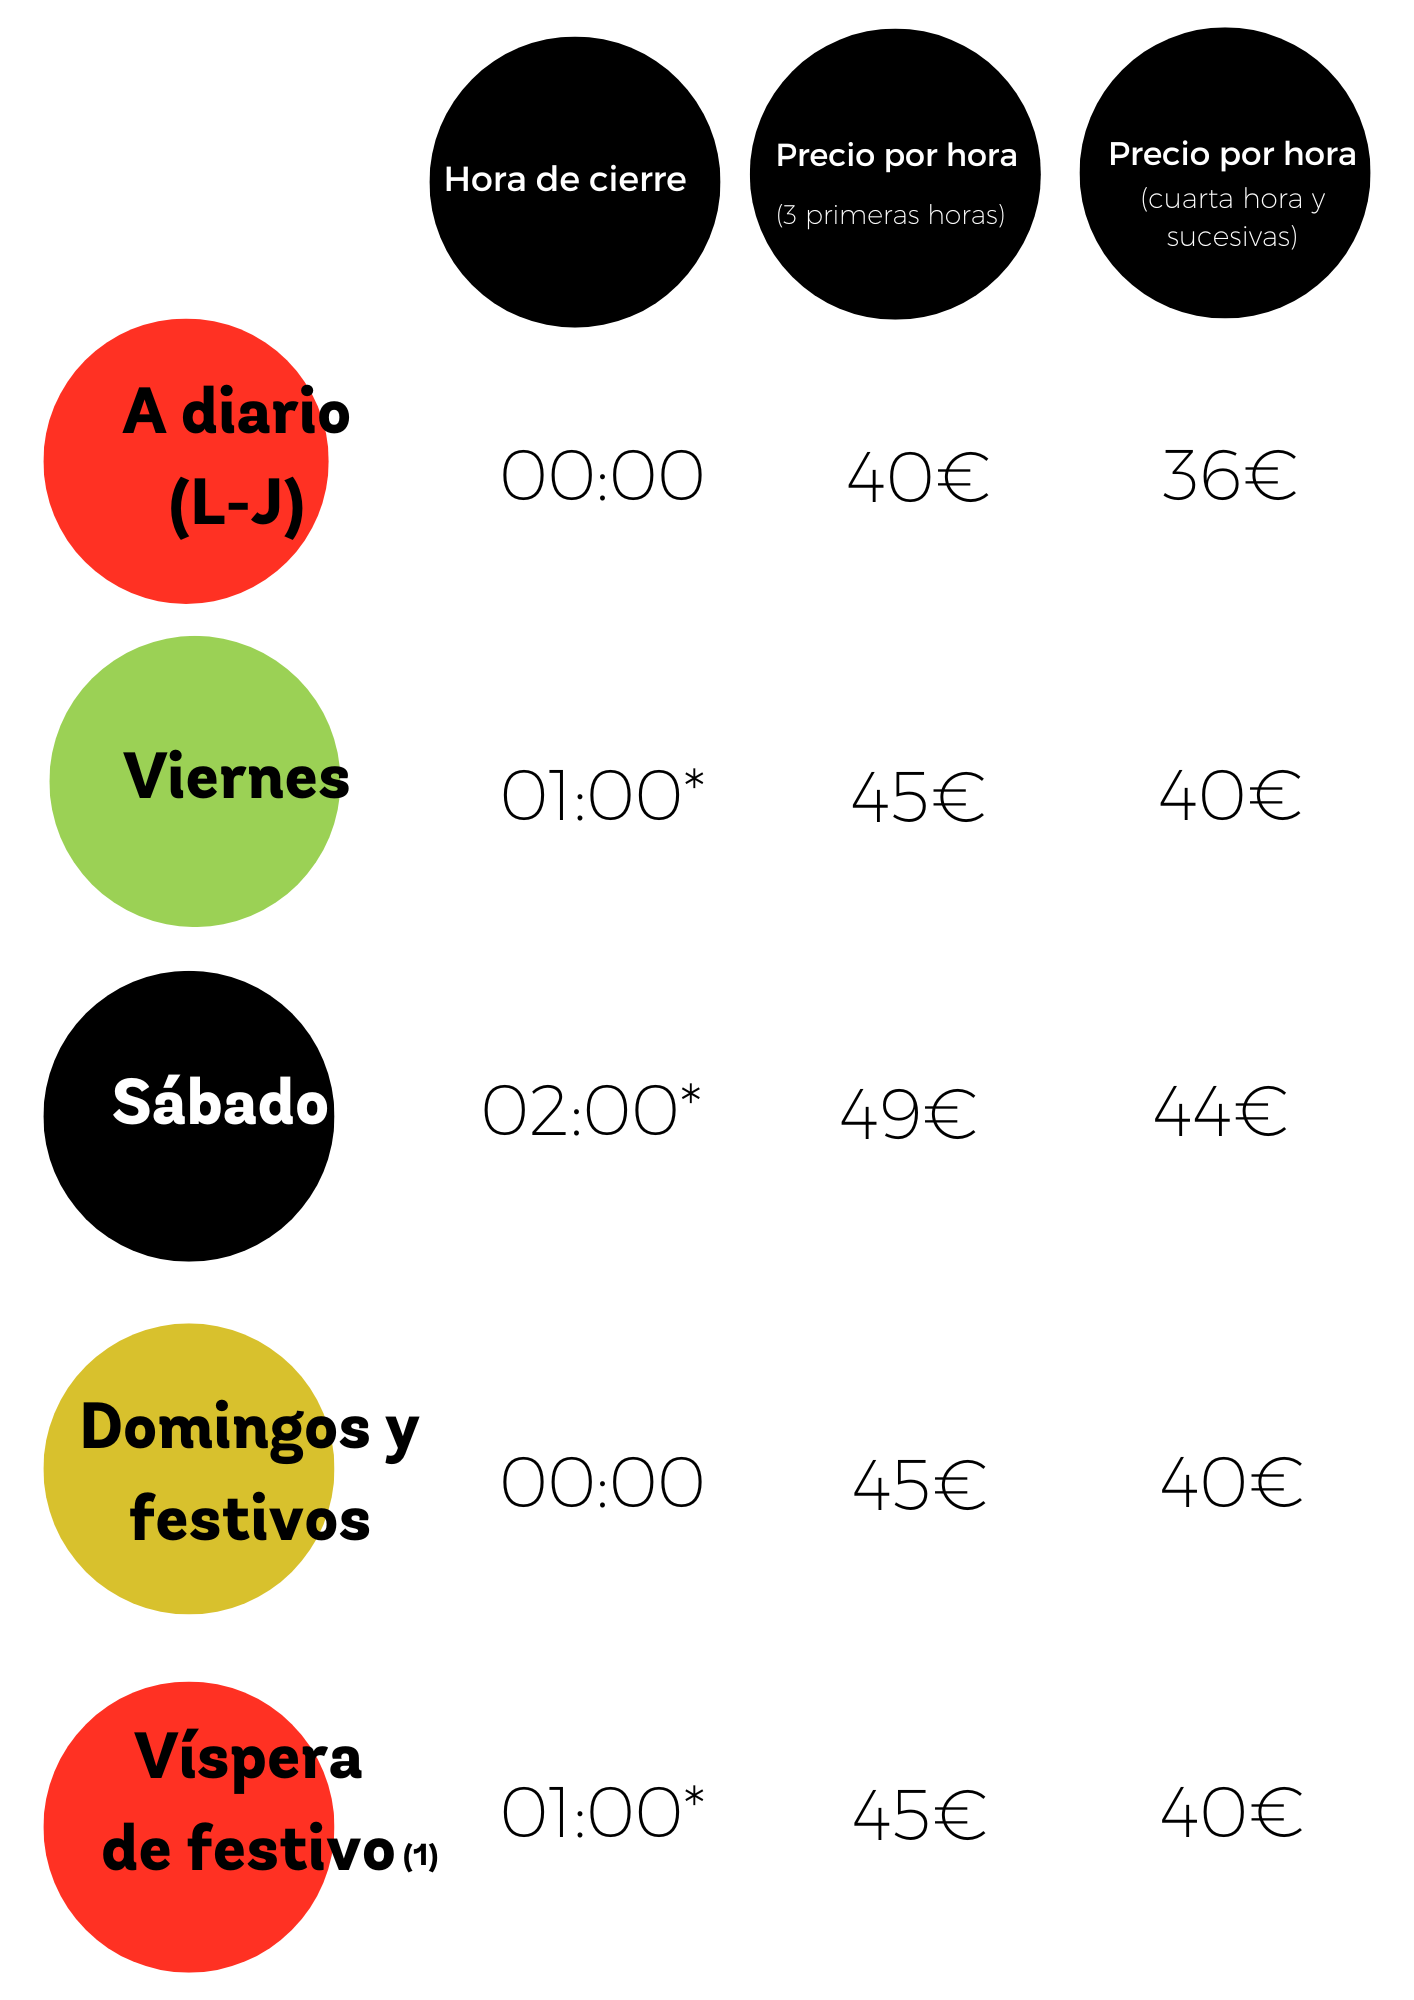 Hora de cierre
Precio por hora
(3 primeras horas)
Precio por hora
(cuarta hora y
sucesivas)
A diario
(L-J)
00:00
40€
36€
Viernes
01:00*
45€
40€
Sábado
02:00*
49€
44€
Domingos y
festivos
00:00
45€
40€
Víspera
de festivo (1)
01:00*
45€
40€